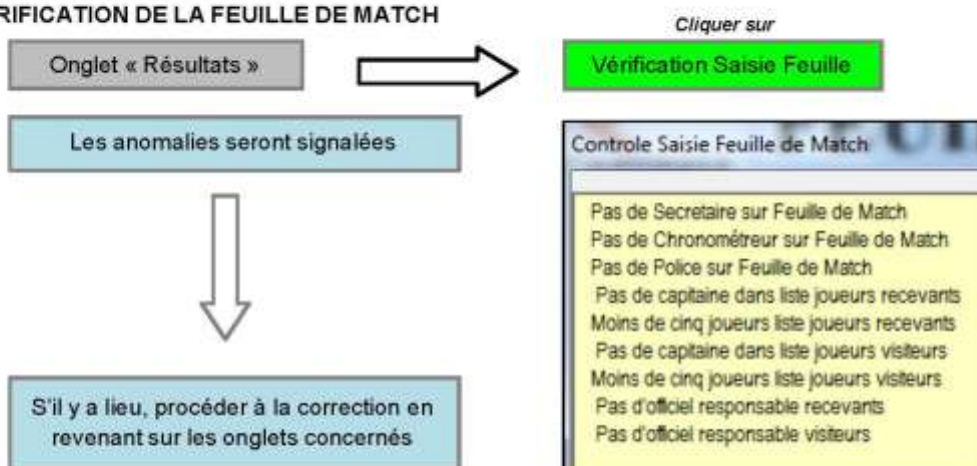 RIFICATION DE LA FEUILLE DE MATCH
Cliquer sur
Onglet « Résultats »
Vérification Saisie Feuille
Les anomalies seront signalées
Controle Saisie Feuille de Match
Pas de Secretaire sur Feuille de Match
Pas de Chronométreur sur Feuille de Match
Pas de Police sur Feuille de Match
Pas de capitaine dans liste joueurs recevants
Moins de cinq joueurs liste joueurs recevants
Pas de capitaine dans liste joueurs visiteurs
Moins de cinq joueurs liste joueurs visiteurs
Pas d'officiel responsable recevants
Pas d'officiel responsable visiteurs
S'il y a lieu, procéder à la correction en
revenant sur les onglets concernés